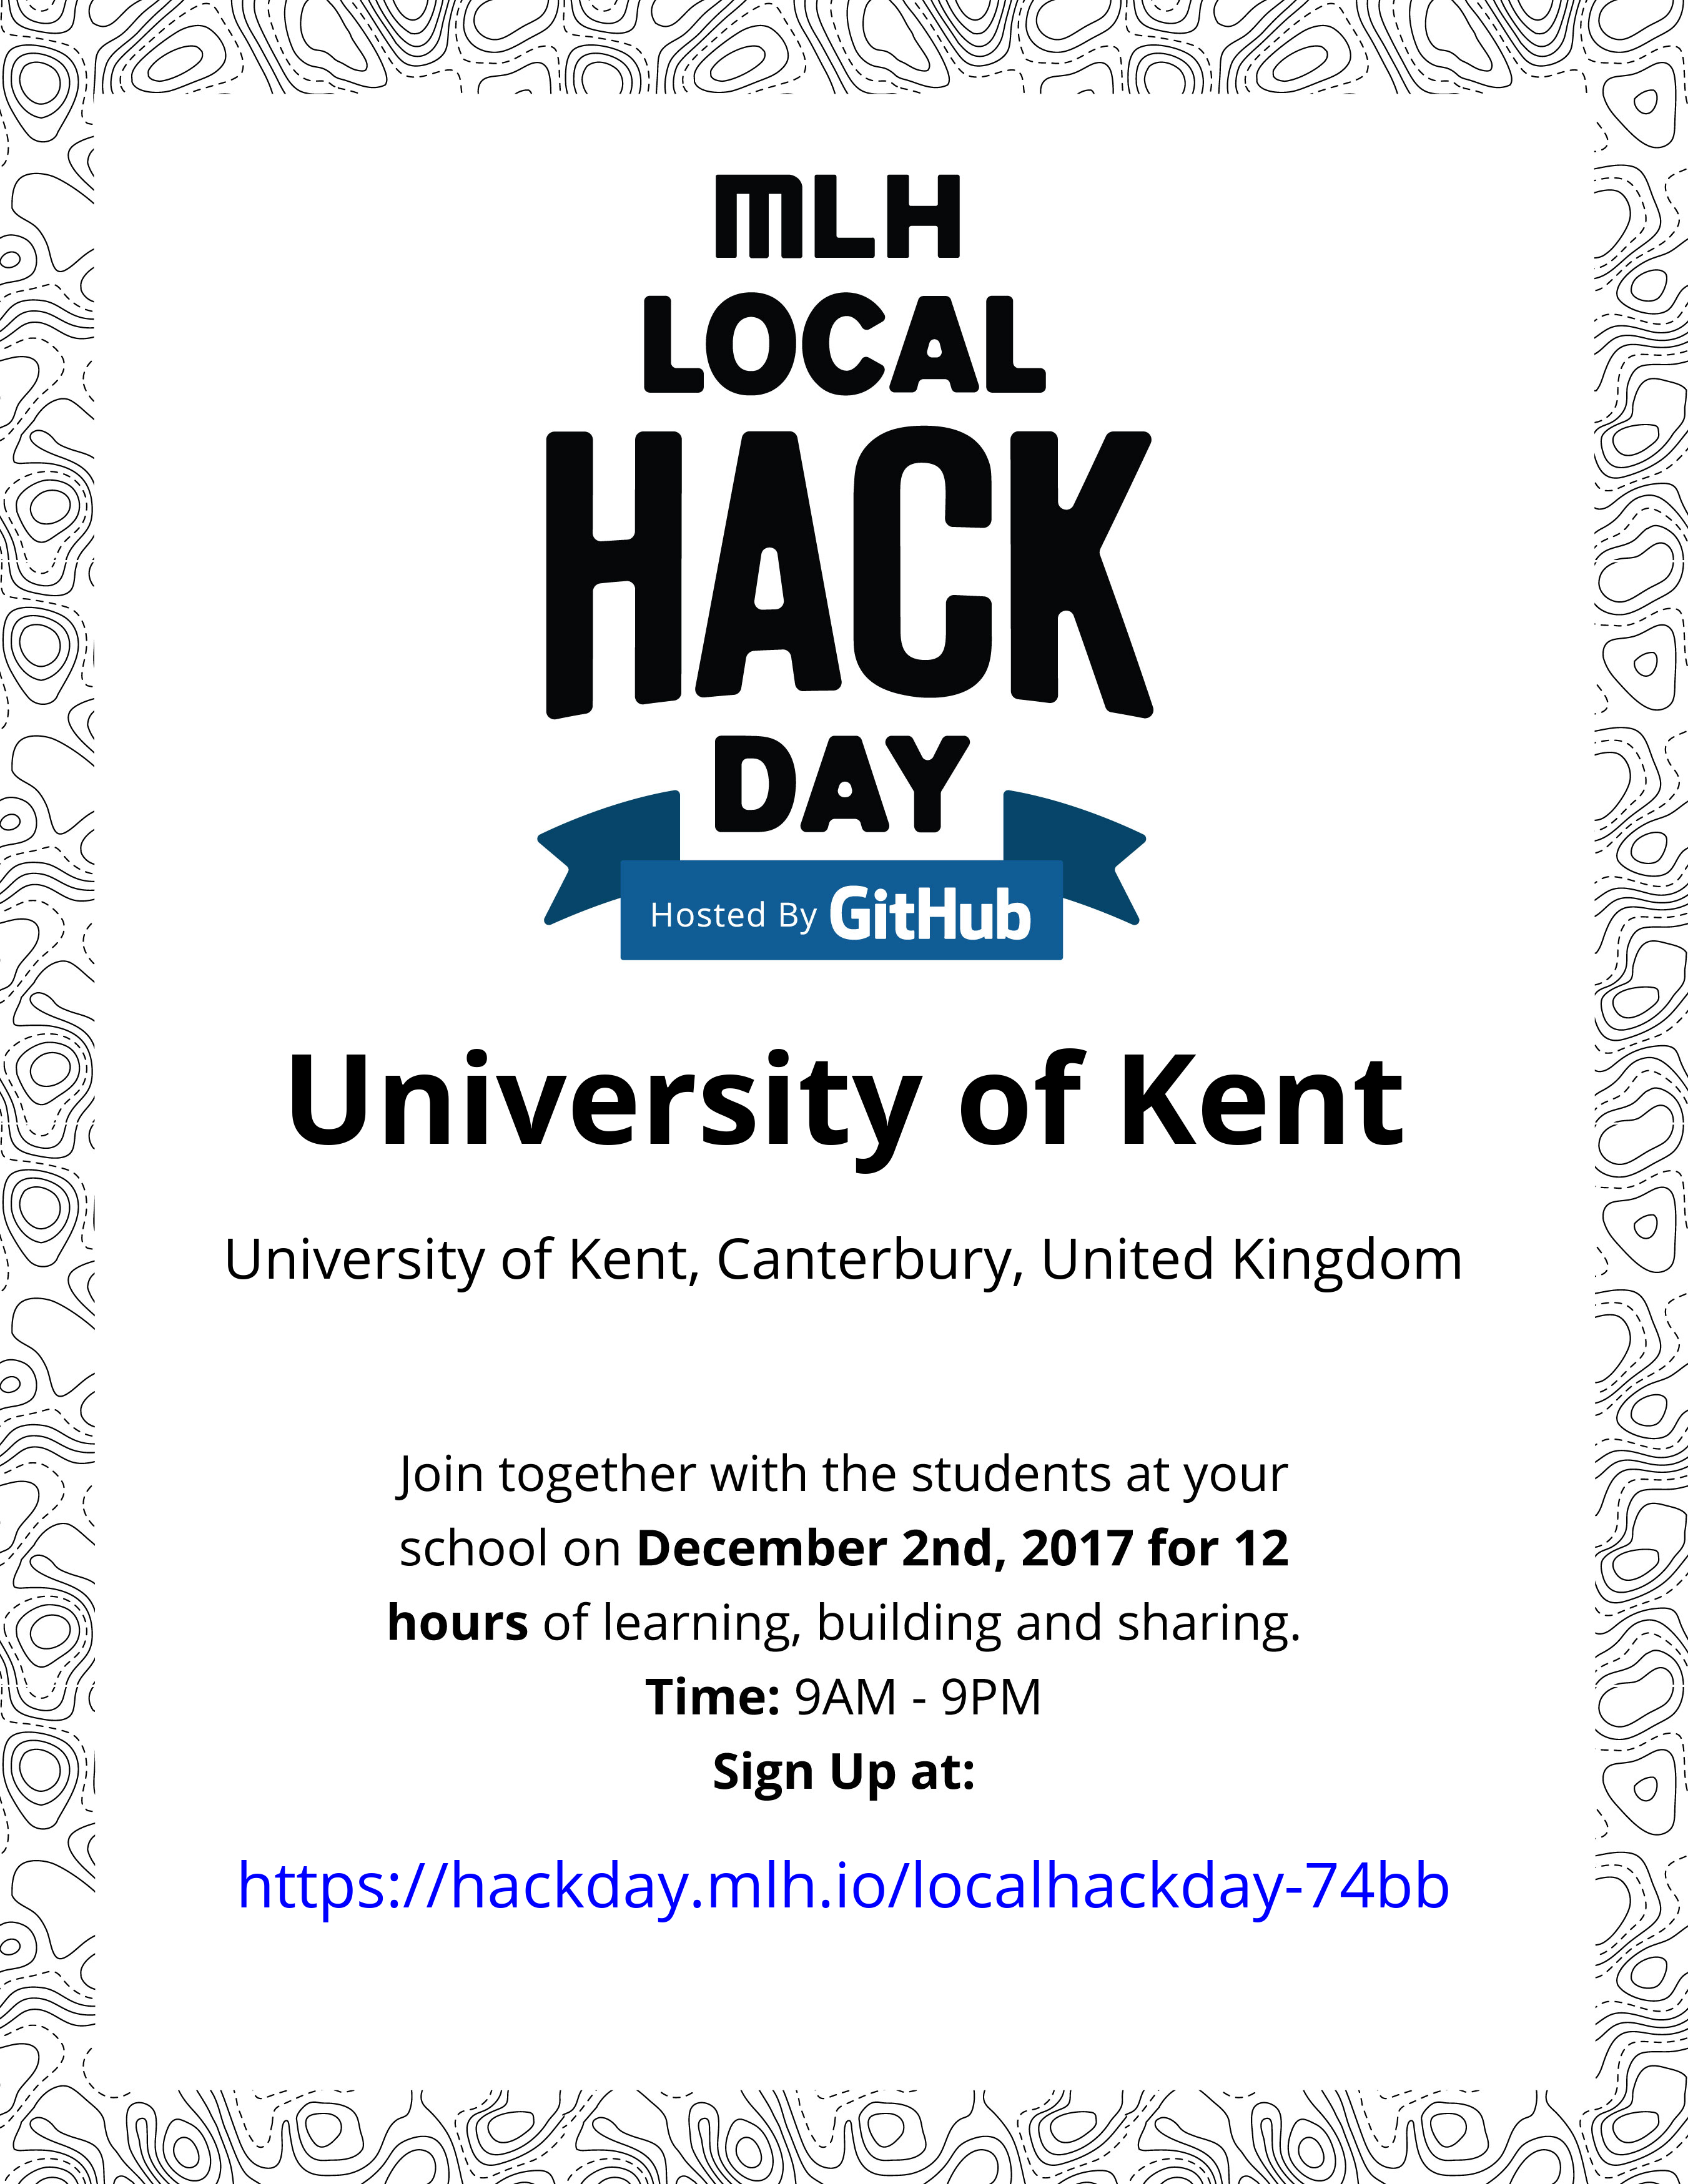 MLH
LOCAL
HACK
DAY
Hosted By GitHub
University of Kent
University of Kent, Canterbury, United Kingdom
Join together with the students at your
school on December 2nd, 2017 for 12
hours of learning, building and sharing.
Time: 9AM - 9PM
Sign Up at:
https://hackday.mlh.io/localhackday-74bb